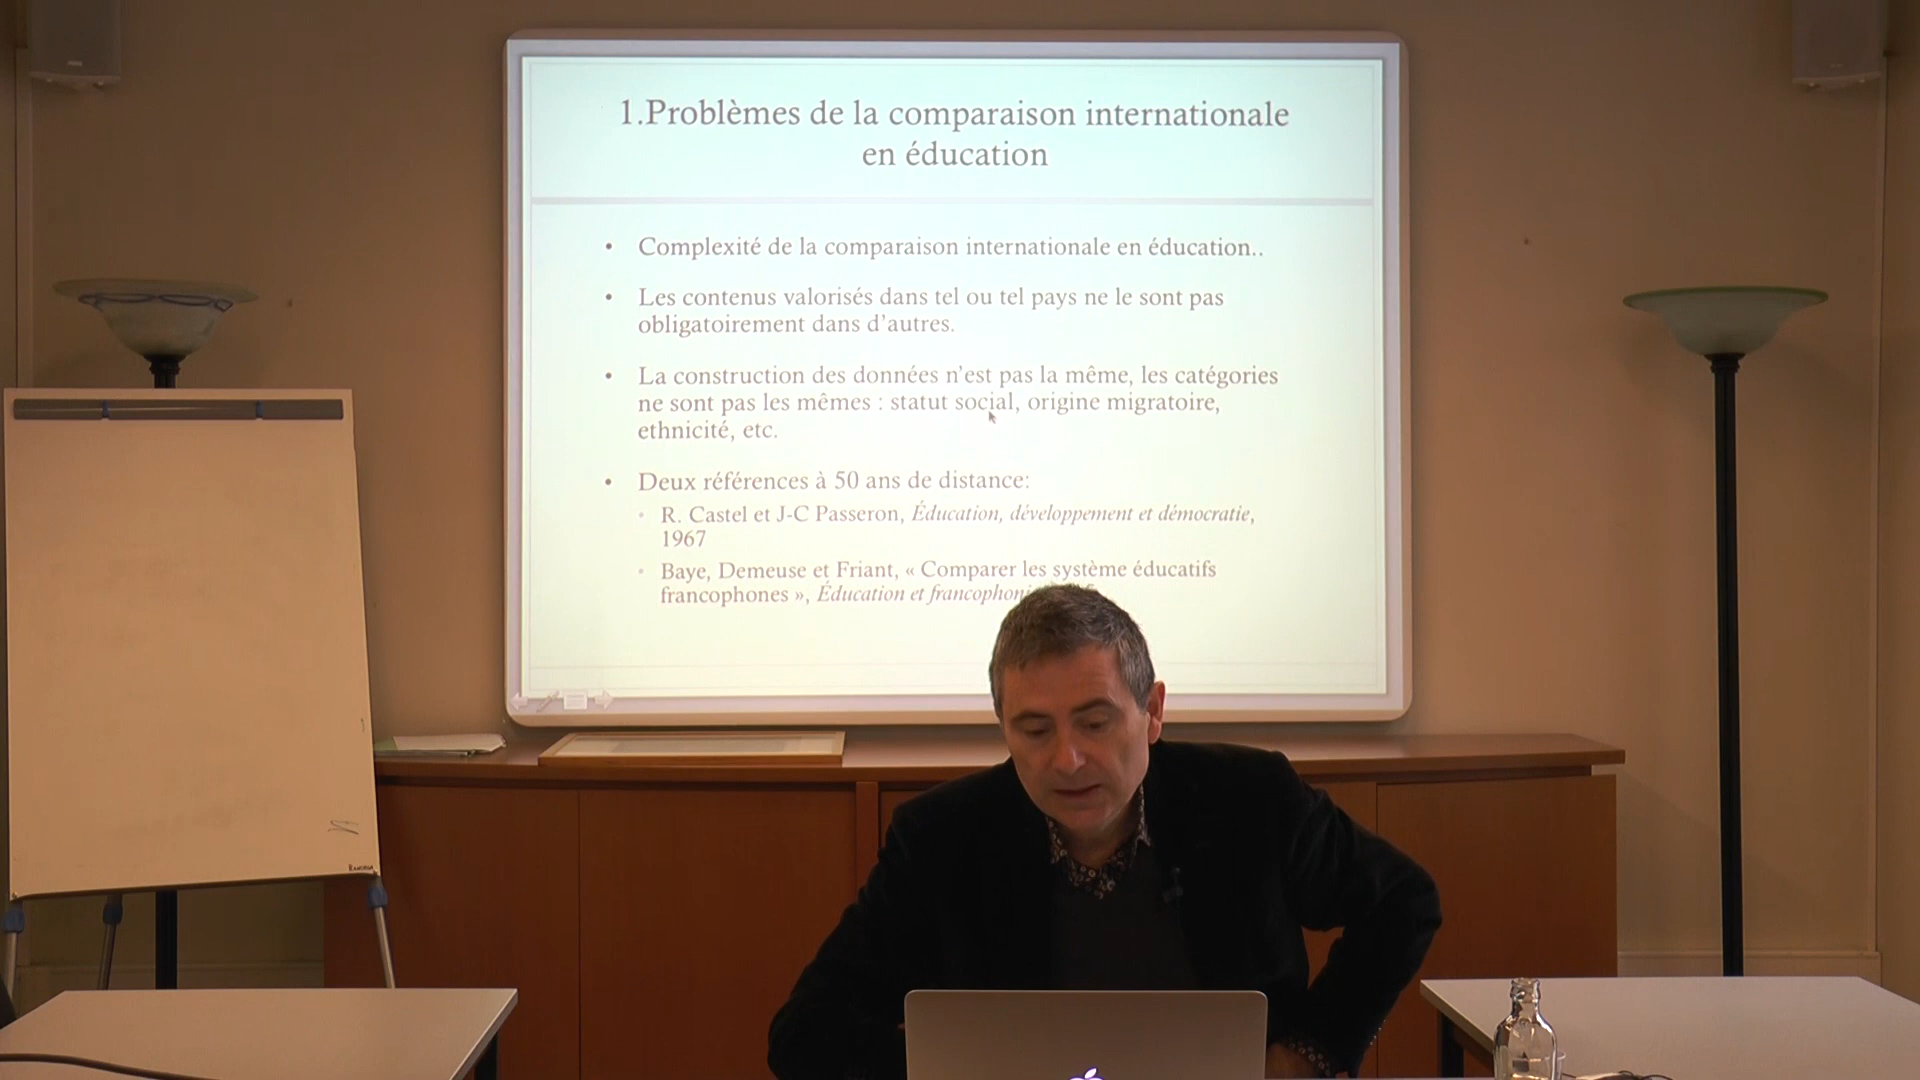 1.Problèmes de la comparaison internationale
en éducation
• Complexité de la comparaison internationale en éducation..
• Les contenus valorisés dans tel ou tel pays ne le sont pas
obligatoirement dans d'autres.
• La construction des données n'est pas la même, les catégories
ne sont pas les mêmes : statut social, origine migratoire,
ethnicité, etc.
• Deux références à 50 ans de distance:
• R. Castel et J-C Passeron, Éducation, développement et démocratie,
1967
• Baye, Demeuse et Friant, « Comparer les système éducatifs
francophones », Éducation et